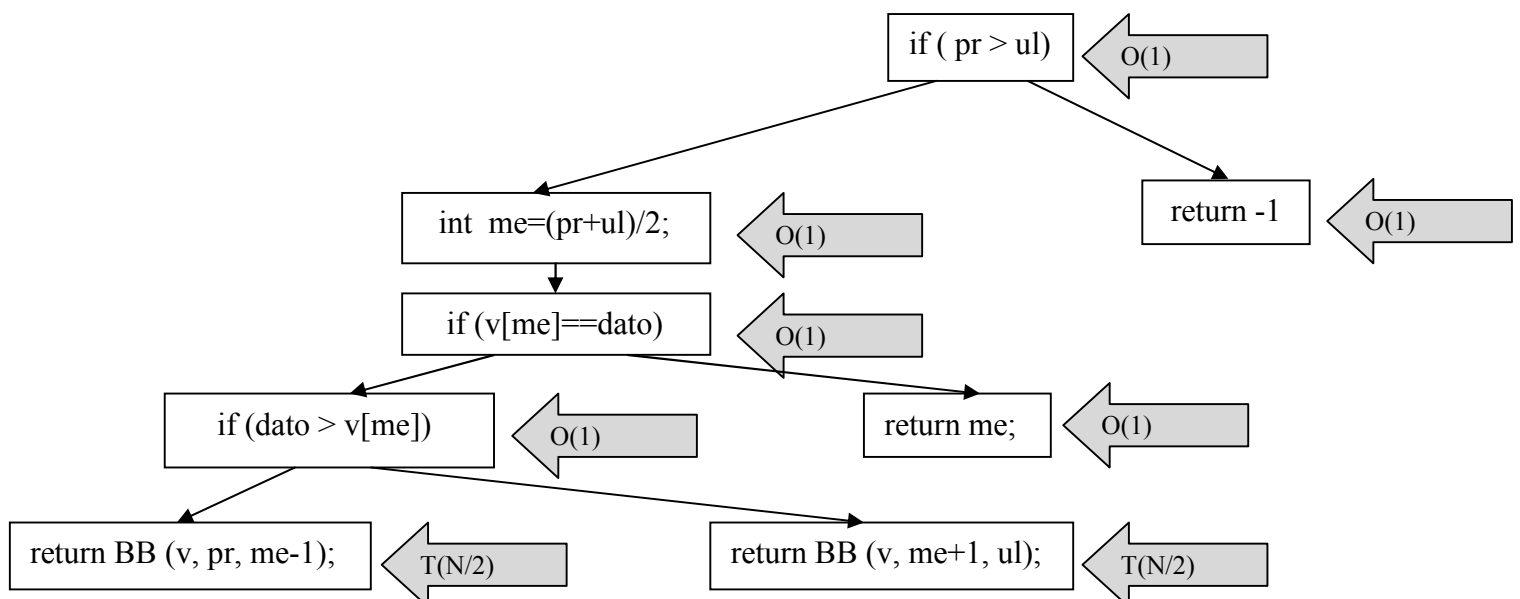 if ( pr > ul)
O(1)
int  me=(pr+ul)/2;
O(1)
return -1
O(1)
if (v[me]==dato)
O(1)
if (dato > v[me])
O(1)
return me;
O(1)
return BB (v, pr, me-1);
T(N/2)
return BB (v, me+1, ul);
T(N/2)